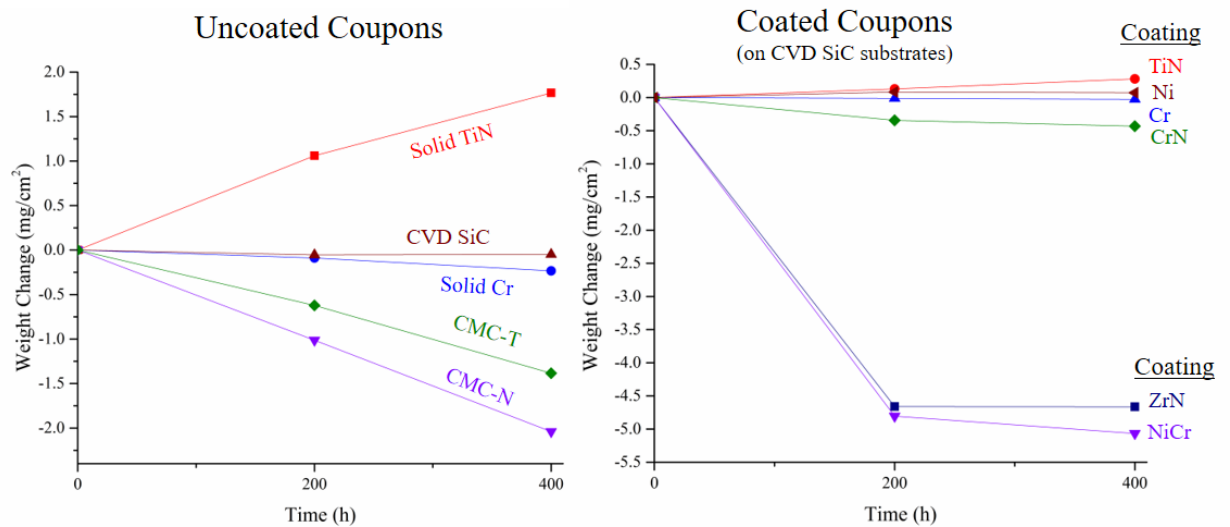 Uncoated Coupons
2.0
1.5
1.0
0.5
0.0
-0.5
-1.0
-1.5
-2.0
Weight Change (mg/cm²)
Solid TiN
CVD SiC
Solid Cr
CMC-T
CMC-N
0
200
400
Time (h)
Coated Coupons
(on CVD SiC substrates)
0.5
0.0
-0.5
-1.0
-1.5
-2.0
-2.5
-3.0
-3.5
-4.0
-4.5
-5.0
-5.5
Weight Change (mg/cm²)
Coating
TiN
Ni
Cr
CrN
Coating
ZrN
NiCr
0
200
400
Time (h)